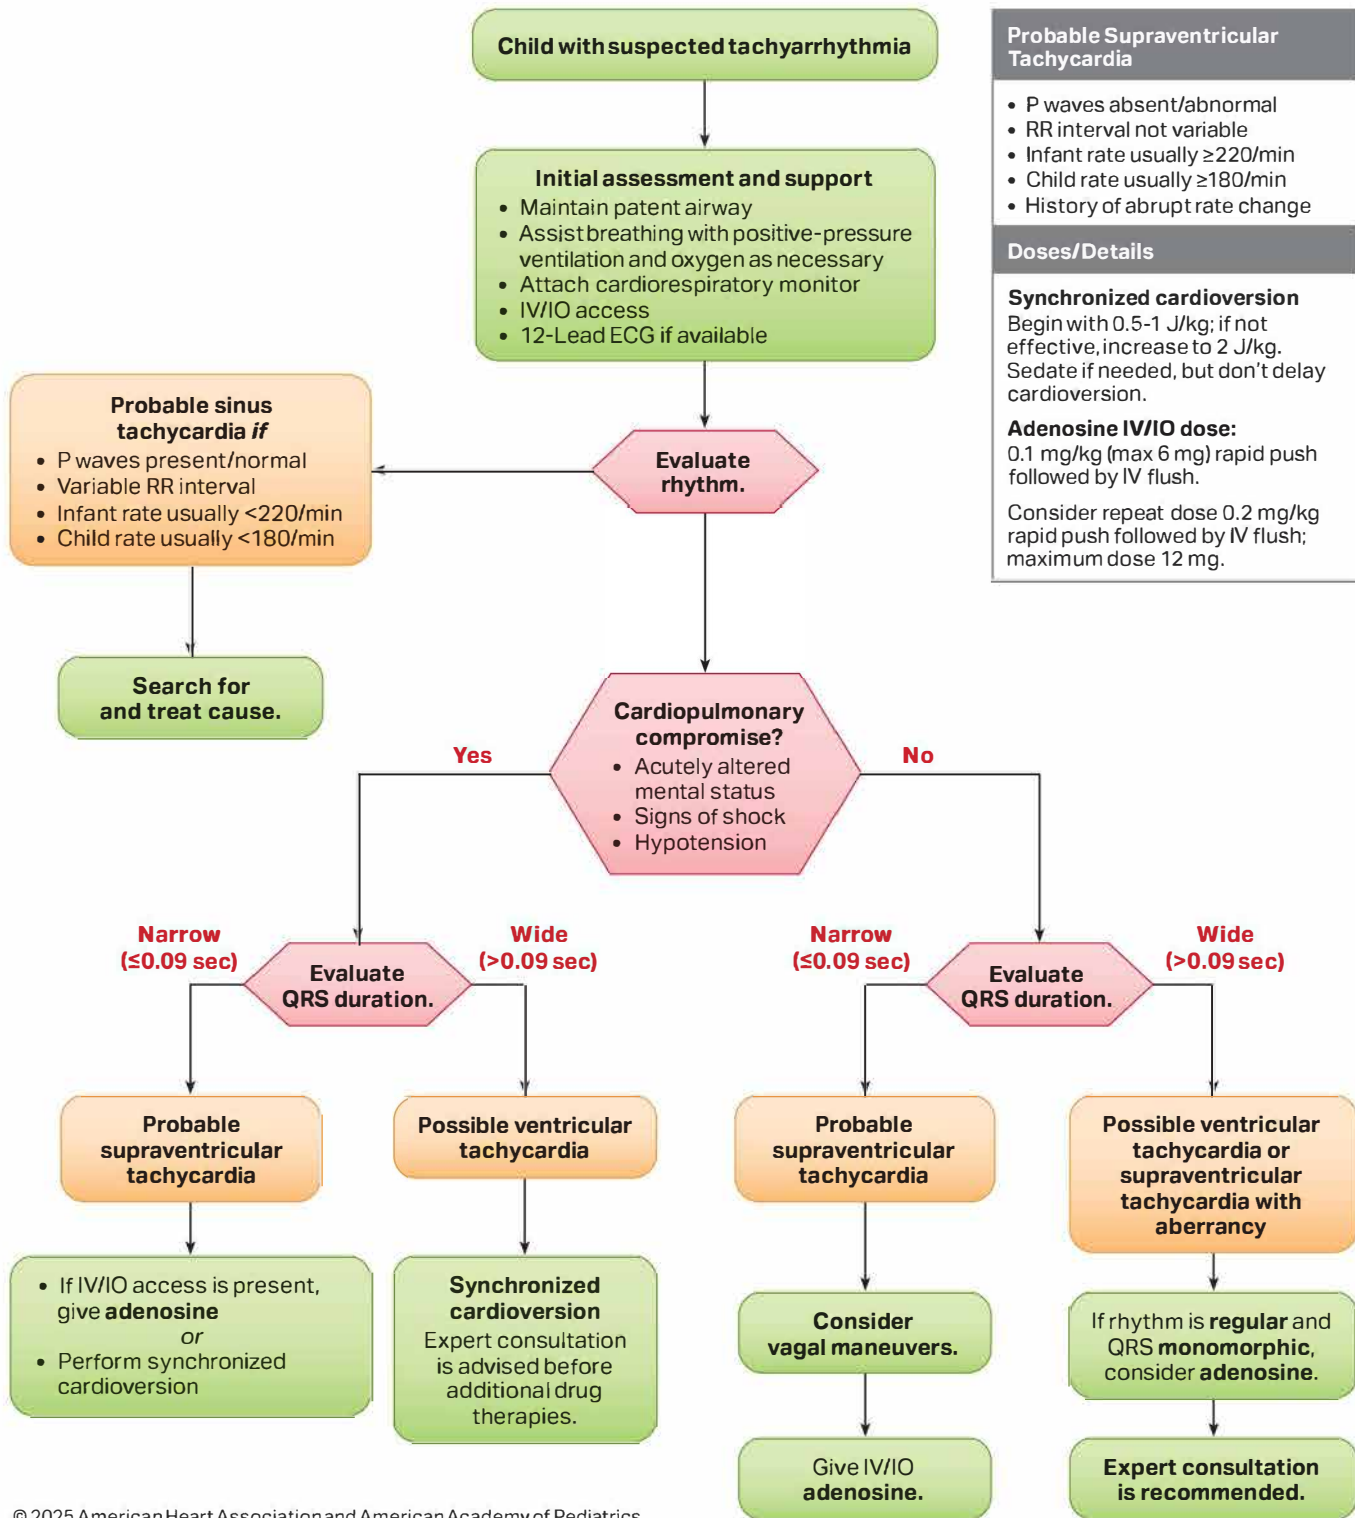 Child with suspected tachyarrhythmia
Initial assessment and support
• Maintain patent airway
• Assist breathing with positive-pressure
ventilation and oxygen as necessary
• Attach cardiorespiratory monitor
• IV/IO access
• 12-Lead ECG if available
Probable Supraventricular
Tachycardia
• P waves absent/abnormal
• RR interval not variable
• Infant rate usually ≥220/min
• Child rate usually ≥180/min
• History of abrupt rate change
Doses/Details
Synchronized cardioversion
Begin with 0.5-1 J/kg; if not
effective, increase to 2 J/kg.
Sedate if needed, but don't delay
cardioversion.
Adenosine IV/IO dose:
0.1 mg/kg (max 6 mg) rapid push
followed by IV flush.
Consider repeat dose 0.2 mg/kg
rapid push followed by IV flush;
maximum dose 12 mg.
Evaluate
rhythm.
Probable sinus
tachycardia if
• P waves present/normal
• Variable RR interval
• Infant rate usually <220/min
• Child rate usually <180/min
Search for
and treat cause.
Cardiopulmonary
compromise?
• Acutely altered
mental status
• Signs of shock
• Hypotension
Yes
No
Narrow
(≤0.09 sec)
Evaluate
QRS duration.
Wide
(>0.09 sec)
Narrow
(≤0.09 sec)
Evaluate
QRS duration.
Wide
(>0.09 sec)
Probable
supraventricular
tachycardia
Possible ventricular
tachycardia
Probable
supraventricular
tachycardia
Possible ventricular
tachycardia or
supraventricular
tachycardia with
aberrancy
• If IV/IO access is present,
give adenosine
or
• Perform synchronized
cardioversion
Synchronized
cardioversion
Expert consultation
is advised before
additional drug
therapies.
Consider
vagal maneuvers.
If rhythm is regular and
QRS monomorphic,
consider adenosine.
Give IV/IO
adenosine.
Expert consultation
is recommended.
© 2025 American Heart Association and American Academy of Pediatrics